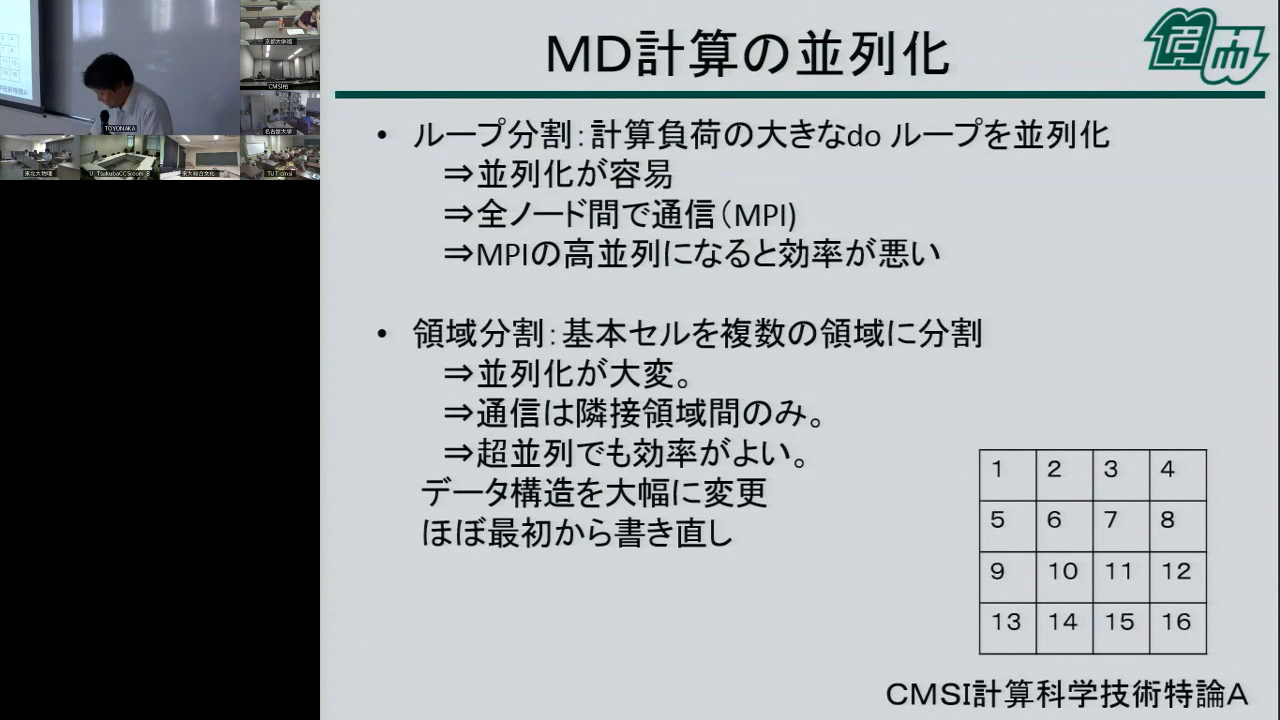 MD計算の並列化
• ループ分割:計算負荷の大きなdo ループを並列化
⇒並列化が容易
⇒全ノード間で通信(MPI)
⇒MPIの高並列になると効率が悪い
• 領域分割:基本セルを複数の領域に分割
⇒並列化が大変。
⇒通信は隣接領域間のみ。
⇒超並列でも効率がよい。
データ構造を大幅に変更
ほぼ最初から書き直し
1 2 3 4
5 6 7 8
9 10 11 12
13 14 15 16
CMSI計算科学技術特論A
TOYONAKA
CMSI柏
名古屋大学
東北大物理
U_TsukubaCCSroom_B
東大総合文化
TUT-cmsi